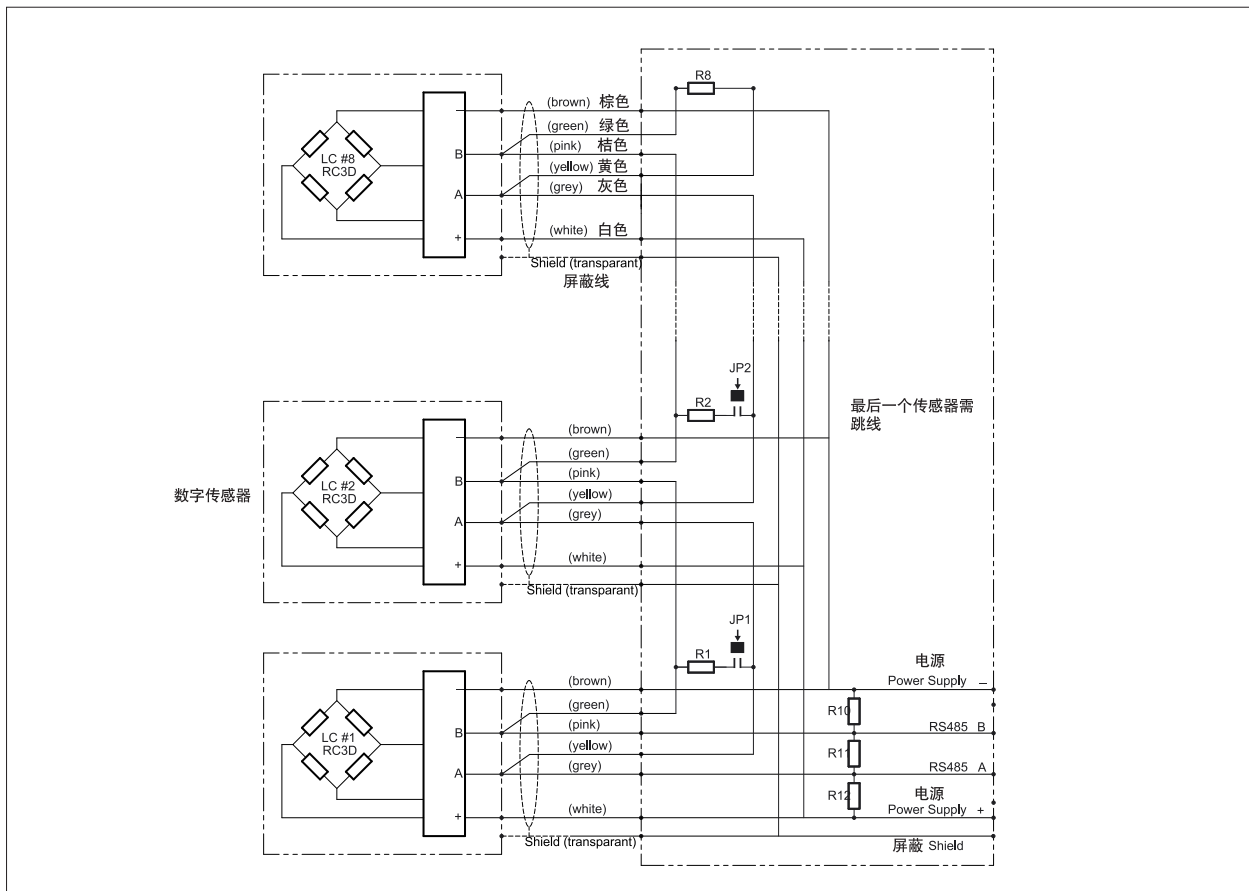 R8
(brown) 棕色
(green) 绿色
(pink) 桔色
(yellow) 黄色
(grey) 灰色
(white) 白色
Shield (transparant)
屏蔽线
LC #8
RC3D
−
B
A
+
JP2
R2
最后一个传感器需
跳线
数字传感器
LC #2
RC3D
−
B
A
+
(brown)
(green)
(pink)
(yellow)
(grey)
(white)
Shield (transparant)
JP1
R1
LC #1
RC3D
−
B
A
+
(brown)
(green)
(pink)
(yellow)
(grey)
(white)
Shield (transparant)
电源
Power Supply −
R10
RS485 B
R11
RS485 A
R12
电源
Power Supply +
屏蔽 Shield